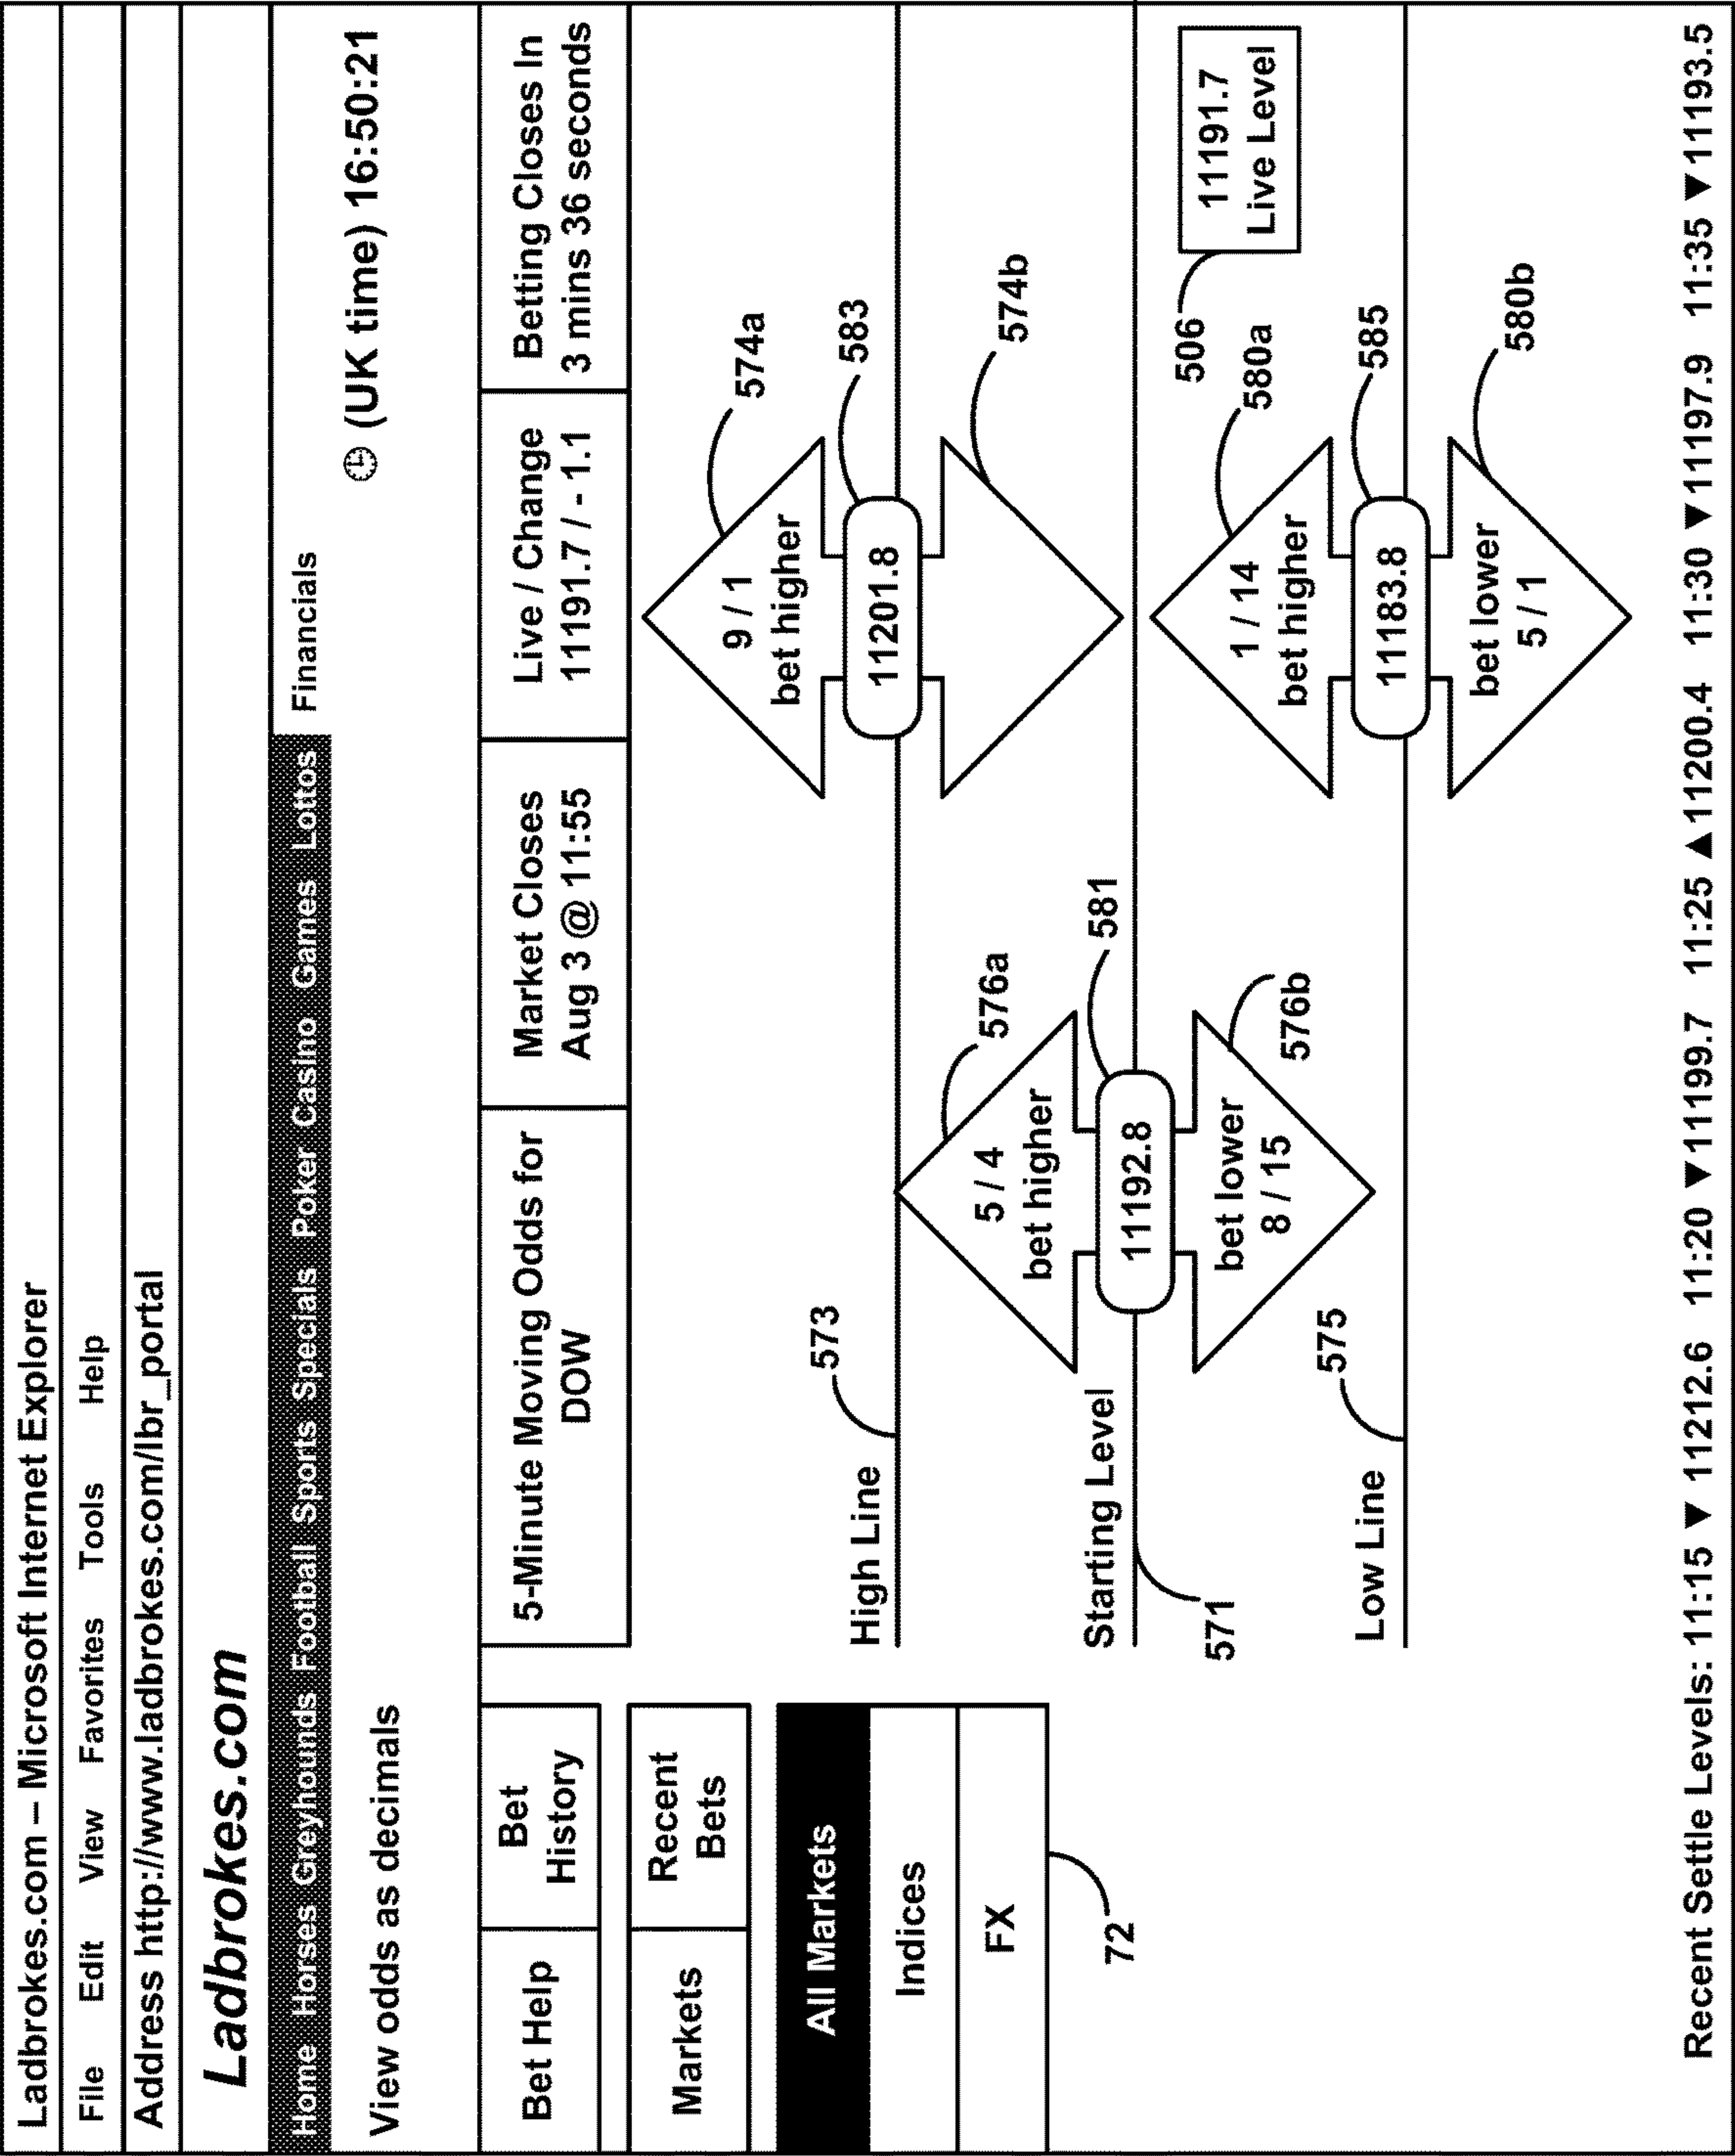 Ladbrokes.com – Microsoft Internet Explorer
File Edit View Favorites Tools Help
Address http://www.ladbrokes.com/lbr_portal
Ladbrokes.com
Home Horses Greyhounds Football Sports Specials Poker Casino Games Lottos Financials
View odds as decimals
(UK time) 16:50:21
Bet Help
Bet
History
Markets
Recent
Bets
All Markets
Indices
FX
72
5-Minute Moving Odds for
DOW
Market Closes
Aug 3 @ 11:55
Live / Change
11191.7 / - 1.1
Betting Closes In
3 mins 36 seconds
High Line
573
9 / 1
bet higher
574a
11201.8
583
574b
Starting Level
571
5 / 4
bet higher
576a
11192.8
581
bet lower
8 / 15
576b
11191.7
Live Level
506
Low Line
575
1 / 14
bet higher
580a
11183.8
585
bet lower
5 / 1
580b
Recent Settle Levels: 11:15 ▼ 11212.6 11:20 ▼11199.7 11:25 ▲11200.4 11:30 ▼11197.9 11:35 ▼11193.5